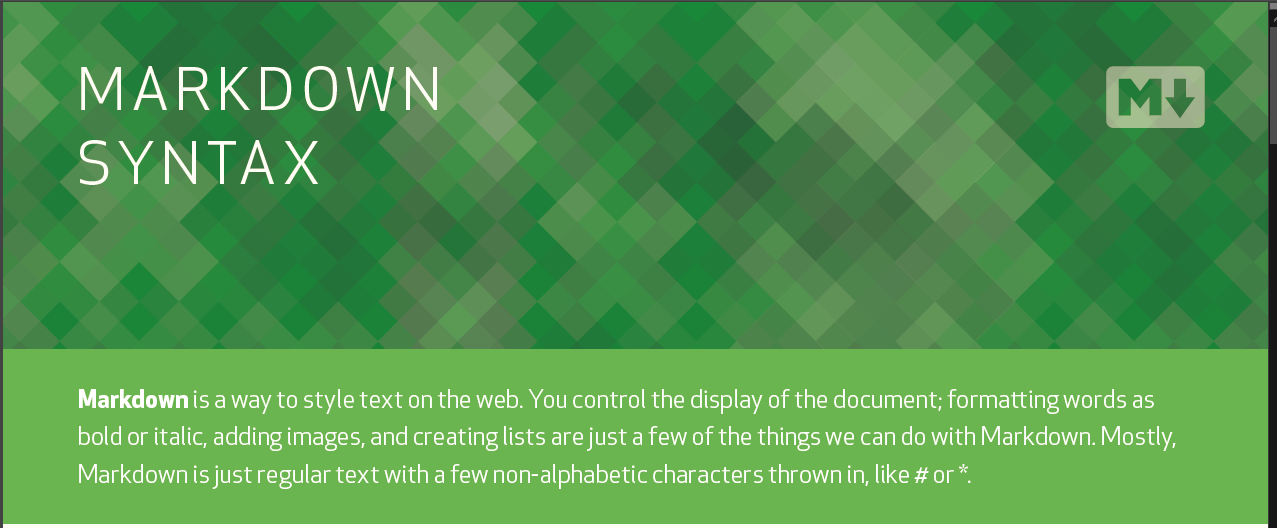 MARKDOWN
SYNTAX
M
Markdown is a way to style text on the web. You control the display of the document; formatting words as
bold or italic, adding images, and creating lists are just a few of the things we can do with Markdown. Mostly,
Markdown is just regular text with a few non-alphabetic characters thrown in, like # or *.